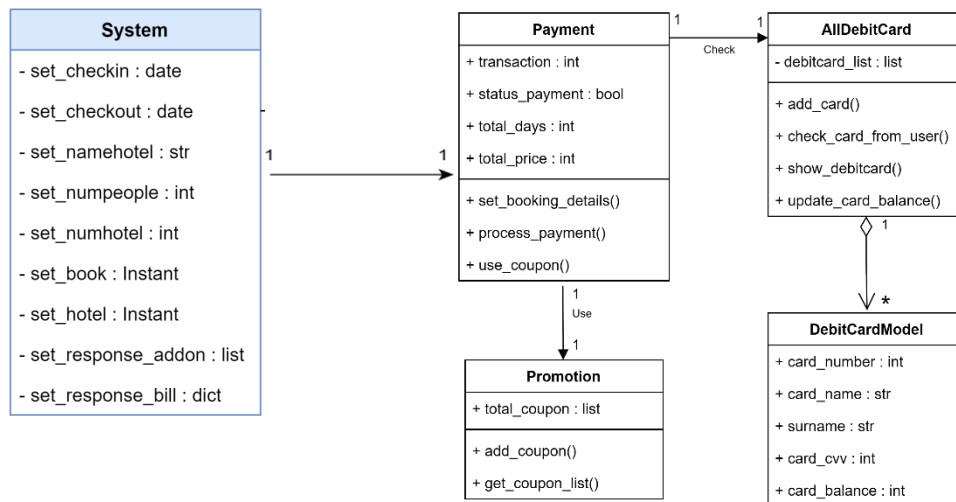 System
- set_checkin : date
- set_checkout : date
- set_namehotel : str
- set_numpeople : int
- set_numhotel : int
- set_book : Instant
- set_hotel : Instant
- set_response_addon : list
- set_response_bill : dict
1
1
Payment
+ transaction : int
+ status_payment : bool
+ total_days : int
+ total_price : int
+ set_booking_details()
+ process_payment()
+ use_coupon()
1
Check
1
AllDebitCard
- debitcard_list : list
+ add_card()
+ check_card_from_user()
+ show_debitcard()
+ update_card_balance()
1
*
1
Use
1
Promotion
+ total_coupon : list
+ add_coupon()
+ get_coupon_list()
DebitCardModel
+ card_number : int
+ card_name : str
+ surname : str
+ card_cvv : int
+ card_balance : int